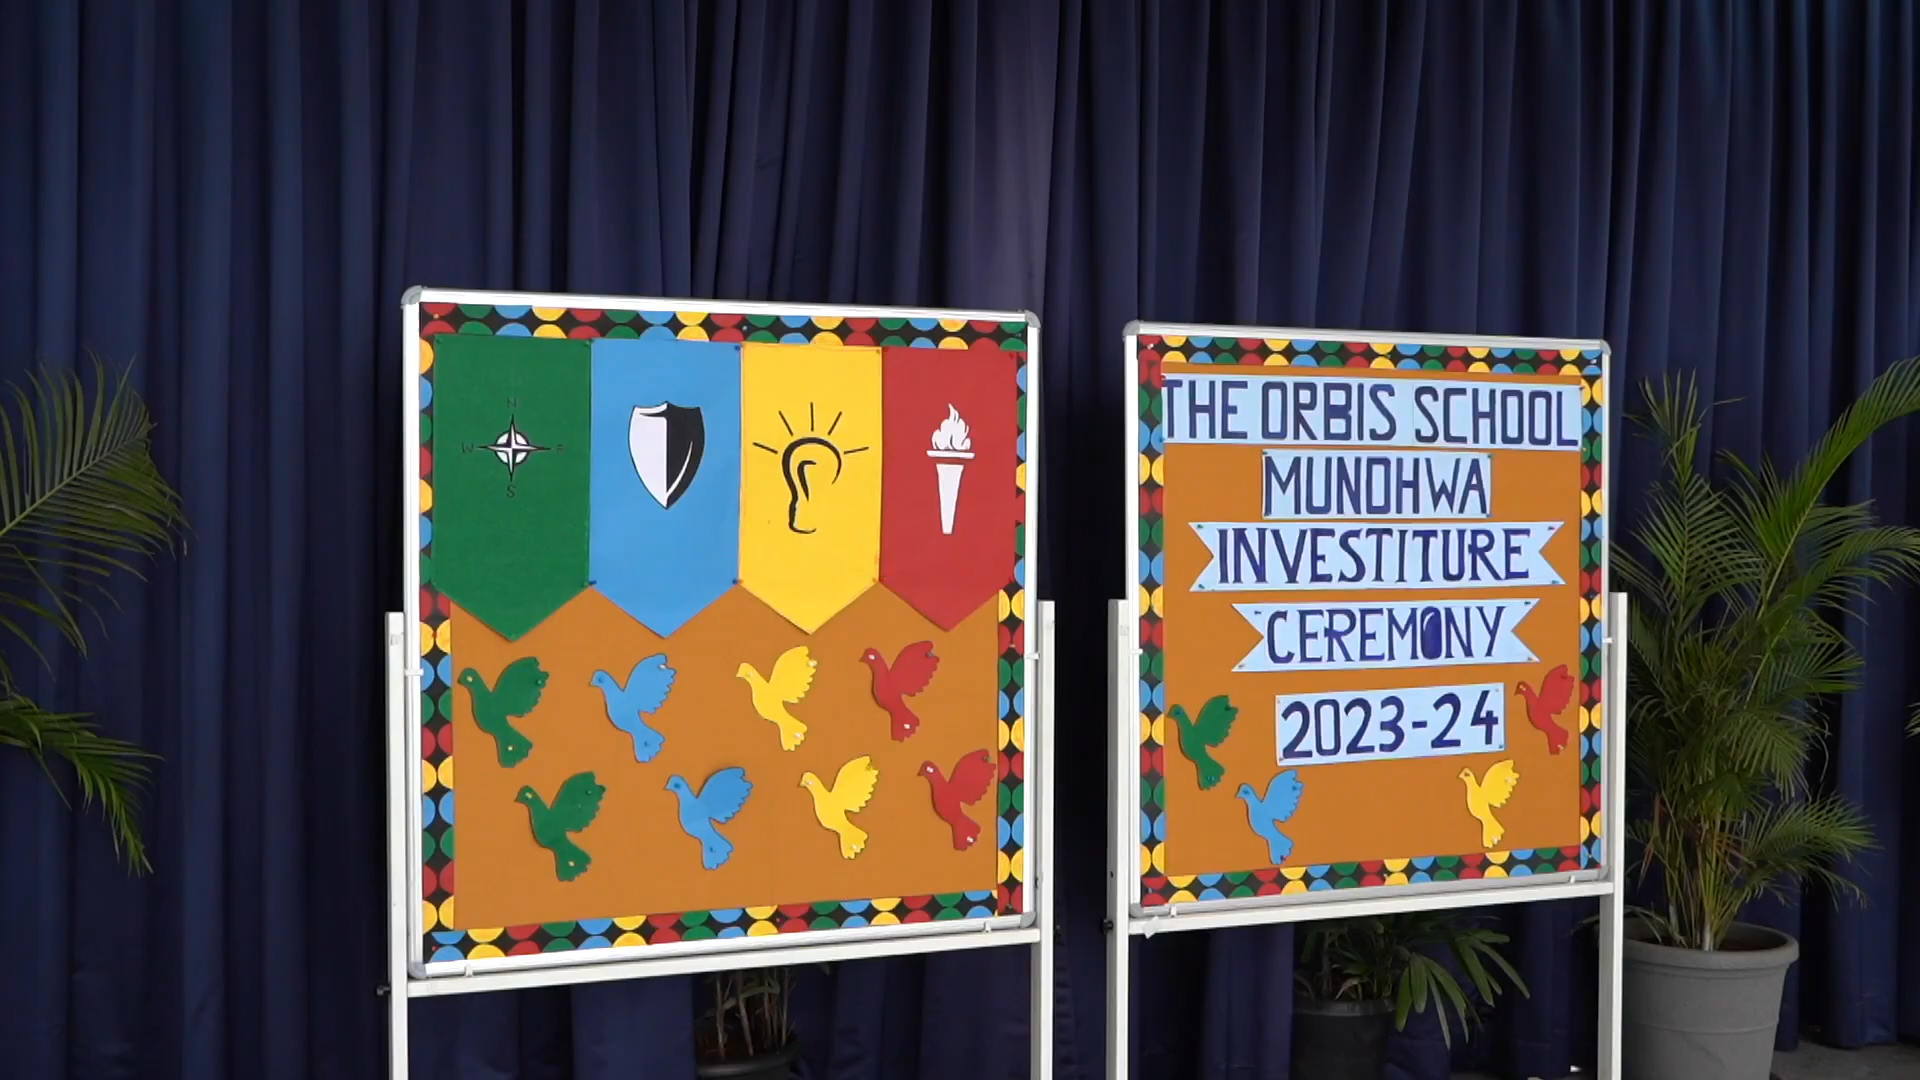 N
W E
S
THE ORBIS SCHOOL
MUNDHWA
INVESTITURE
CEREMONY
2023-24